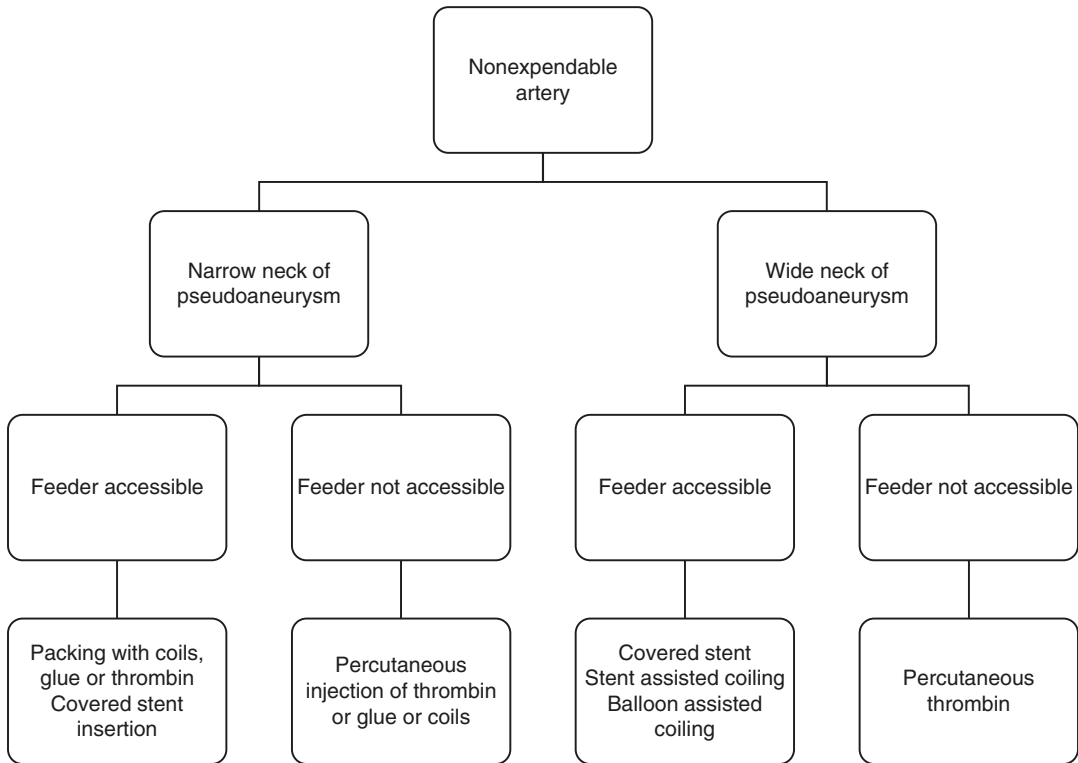 Nonexpendable
artery
Narrow neck of
pseudoaneurysm
Wide neck of
pseudoaneurysm
Feeder accessible
Feeder not accessible
Feeder accessible
Feeder not accessible
Packing with coils,
glue or thrombin
Covered stent
insertion
Percutaneous
injection of thrombin
or glue or coils
Covered stent
Stent assisted coiling
Balloon assisted
coiling
Percutaneous
thrombin